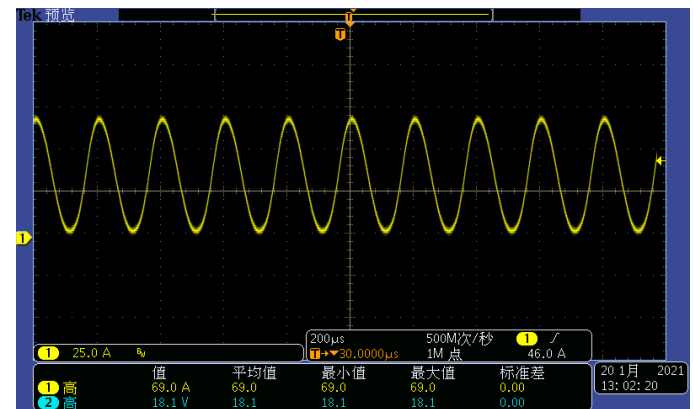 Tek 预览
T
T
1
1 25.0 A BW
200μs 500M次/秒 1 /
T→▼30.0000μs 1M 点 46.0 A
值 平均值 最小值 最大值 标准差
1 高 69.0 A 69.0 69.0 69.0 0.00
2 高 18.1 V 18.1 18.1 18.1 0.00
20 1月 2021
13: 02: 20